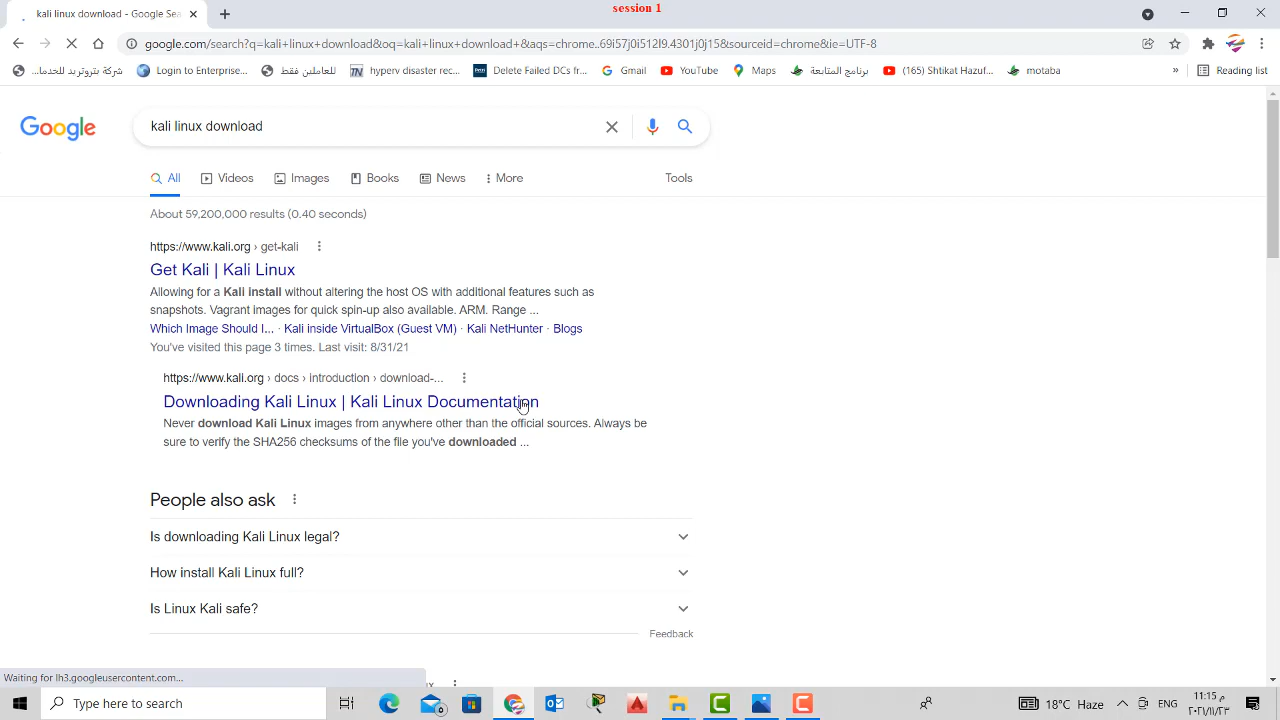 session 1
kali linux download - Google Sea
google.com/search?q=kali+linux+download&oq=kali+linux+download&aqs=chrome..69i57j0i512l9.4301j0j15&sourceid=chrome&ie=UTF-8
شركة بتروتريد للخدما... Login to Enterprise... للعاملين فقط hyperv disaster rec... Delete Failed DCs fr... Gmail YouTube Maps برنامج المتابعة (165) Shtikat Hazuf... motaba » Reading list
Google
kali linux download
All Videos Images Books News More Tools
About 59,200,000 results (0.40 seconds)
https://www.kali.org › get-kali
Get Kali | Kali Linux
Allowing for a Kali install without altering the host OS with additional features such as
snapshots. Vagrant images for quick spin-up also available. ARM. Range ...
Which Image Should I... · Kali inside VirtualBox (Guest VM) · Kali NetHunter · Blogs
You've visited this page 3 times. Last visit: 8/31/21
https://www.kali.org › docs › introduction › download-...
Downloading Kali Linux | Kali Linux Documentation
Never download Kali Linux images from anywhere other than the official sources. Always be
sure to verify the SHA256 checksums of the file you've downloaded ...
People also ask
Is downloading Kali Linux legal?
How install Kali Linux full?
Is Linux Kali safe?
Feedback
Waiting for lh3.googleusercontent.com...
Type here to search
18°C Haze
ENG
11:15